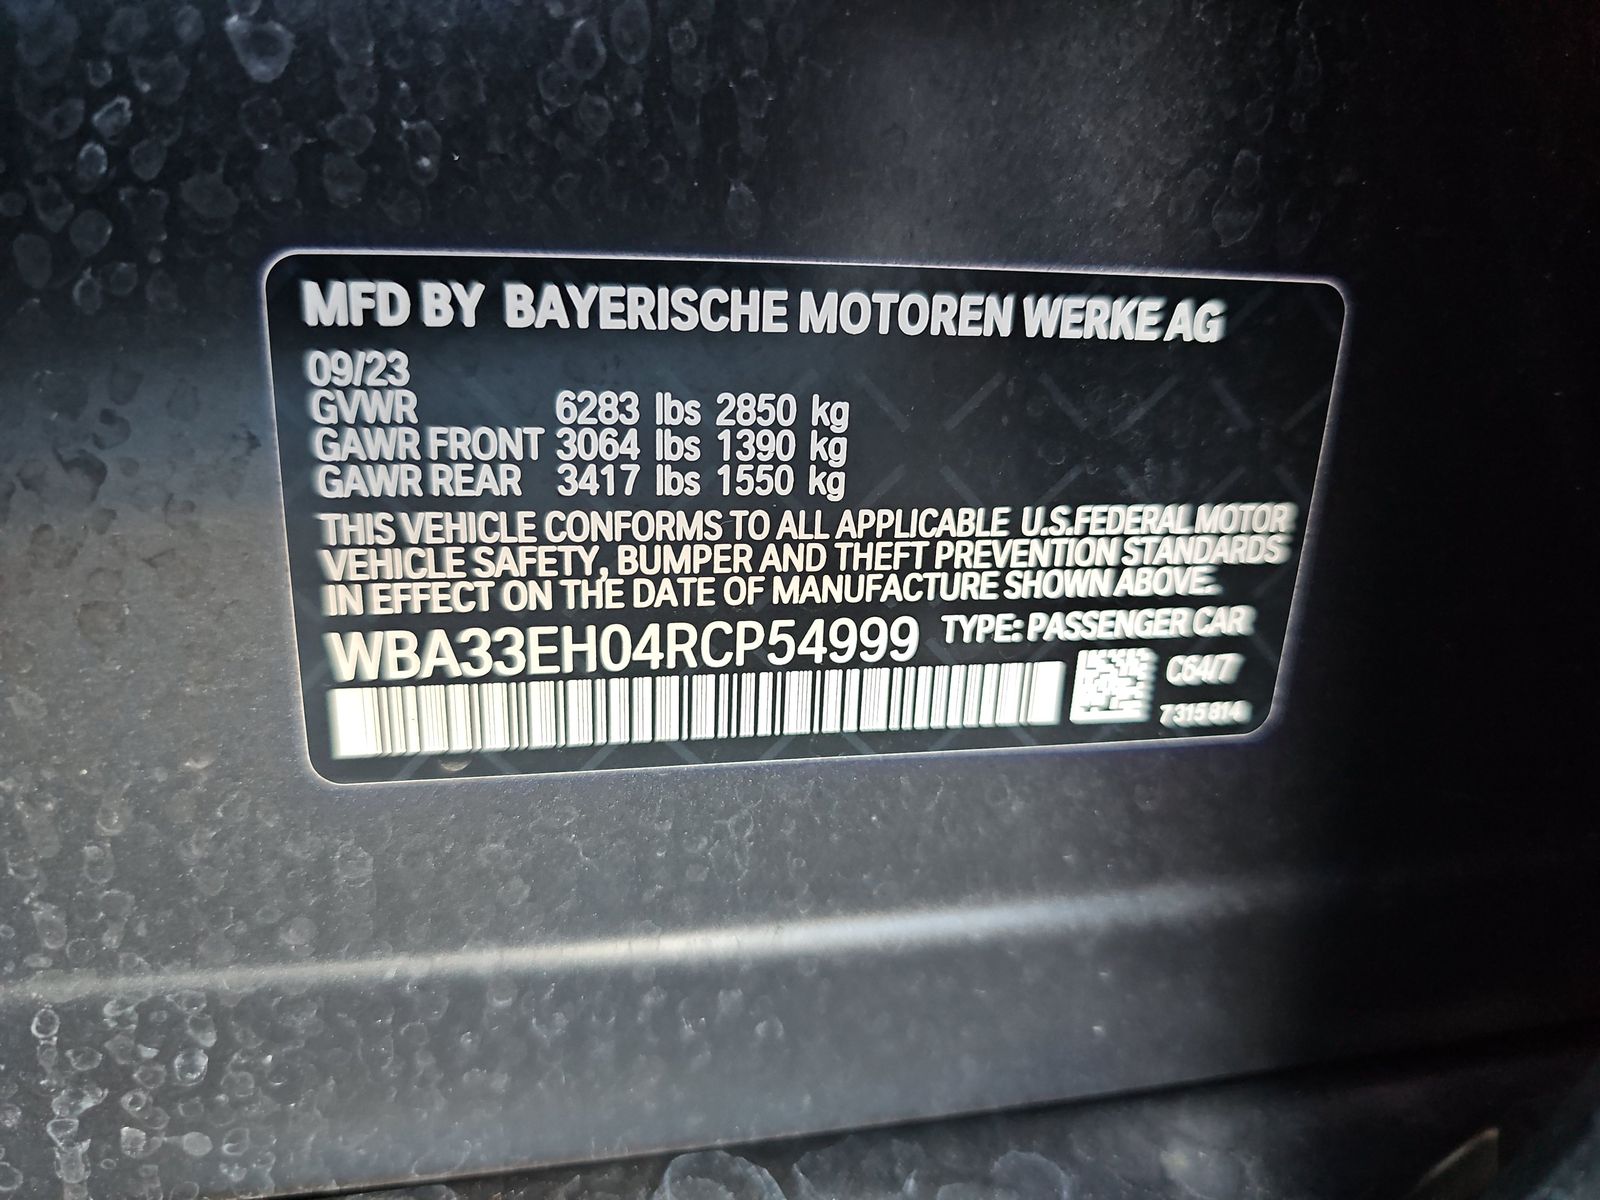 MFD BY BAYERISCHE MOTOREN WERKE AG
09/23
GVWR 6283 lbs 2850 kg
GAWR FRONT 3064 lbs 1390 kg
GAWR REAR 3417 lbs 1550 kg
THIS VEHICLE CONFORMS TO ALL APPLICABLE U.S.FEDERAL MOTOR
VEHICLE SAFETY, BUMPER AND THEFT PREVENTION STANDARDS
IN EFFECT ON THE DATE OF MANUFACTURE SHOWN ABOVE.
WBA33EH04RCP54999 TYPE: PASSENGER CAR
7315814